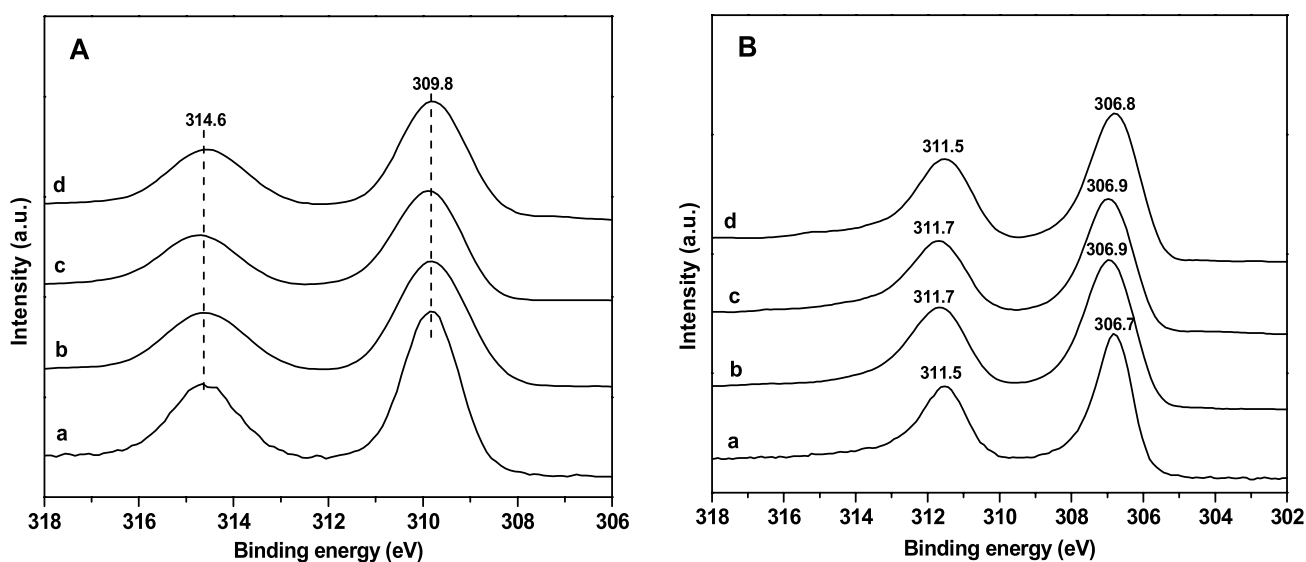 A
309.8
314.6
d
c
b
a
Intensity (a.u.)
318 316 314 312 310 308 306
Binding energy (eV)
B
306.8
311.5
d
306.9
311.7
c
306.9
311.7
b
306.7
311.5
a
Intensity (a.u.)
318 316 314 312 310 308 306 304 302
Binding energy (eV)